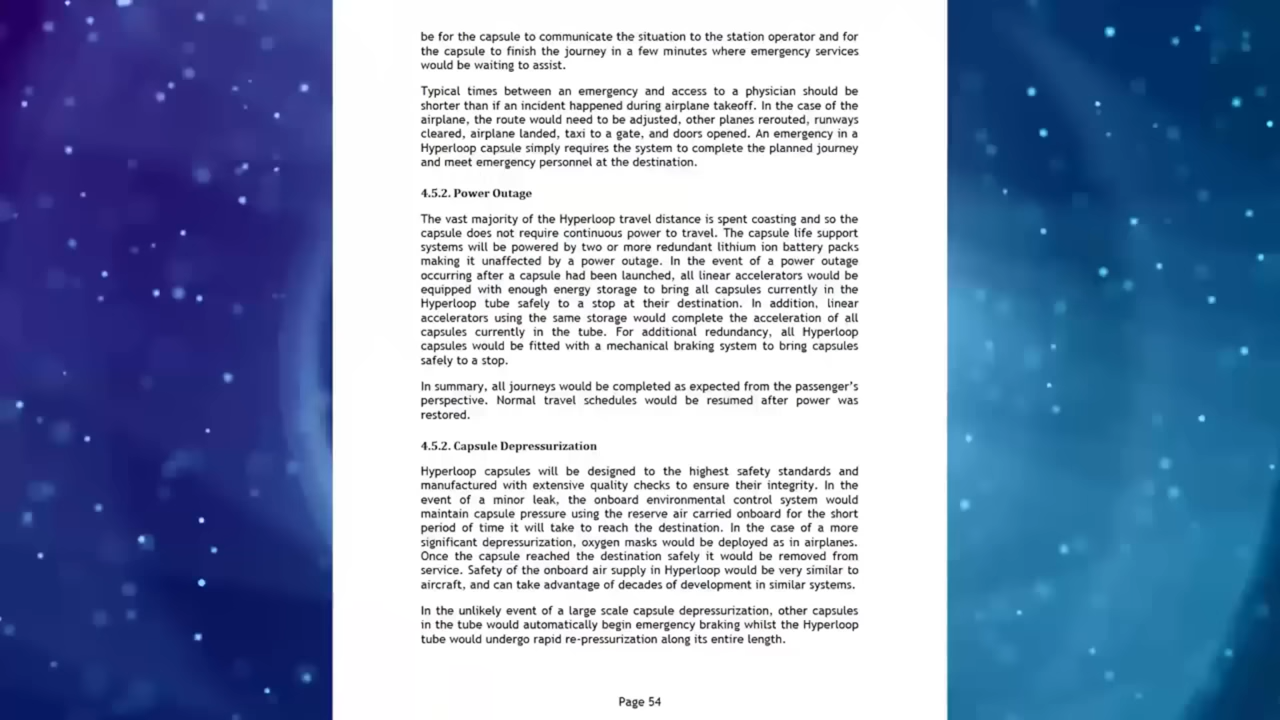 be for the capsule to communicate the situation to the station operator and for
the capsule to finish the journey in a few minutes where emergency services
would be waiting to assist.
Typical times between an emergency and access to a physician should be
shorter than if an incident happened during airplane takeoff. In the case of the
airplane, the route would need to be adjusted, other planes rerouted, runways
cleared, airplane landed, taxi to a gate, and doors opened. An emergency in a
Hyperloop capsule simply requires the system to complete the planned journey
and meet emergency personnel at the destination.
4.5.2. Power Outage
The vast majority of the Hyperloop travel distance is spent coasting and so the
capsule does not require continuous power to travel. The capsule life support
systems will be powered by two or more redundant lithium ion battery packs
making it unaffected by a power outage. In the event of a power outage
occurring after a capsule had been launched, all linear accelerators would be
equipped with enough energy storage to bring all capsules currently in the
Hyperloop tube safely to a stop at their destination. In addition, linear
accelerators using the same storage would complete the acceleration of all
capsules currently in the tube. For additional redundancy, all Hyperloop
capsules would be fitted with a mechanical braking system to bring capsules
safely to a stop.
In summary, all journeys would be completed as expected from the passenger's
perspective. Normal travel schedules would be resumed after power was
restored.
4.5.2. Capsule Depressurization
Hyperloop capsules will be designed to the highest safety standards and
manufactured with extensive quality checks to ensure their integrity. In the
event of a minor leak, the onboard environmental control system would
maintain capsule pressure using the reserve air carried onboard for the short
period of time it will take to reach the destination. In the case of a more
significant depressurization, oxygen masks would be deployed as in airplanes.
Once the capsule reached the destination safely it would be removed from
service. Safety of the onboard air supply in Hyperloop would be very similar to
aircraft, and can take advantage of decades of development in similar systems.
In the unlikely event of a large scale capsule depressurization, other capsules
in the tube would automatically begin emergency braking whilst the Hyperloop
tube would undergo rapid re-pressurization along its entire length.
Page 54